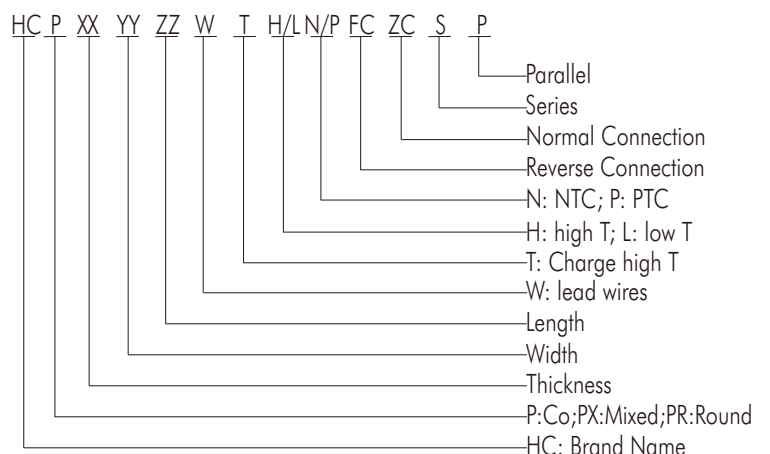 HC P XX YY ZZ W T H/L N/P FC ZC S P
Parallel
Series
Normal Connection
Reverse Connection
N: NTC; P: PTC
H: high T; L: low T
T: Charge high T
W: lead wires
Length
Width
Thickness
P:Co;PX:Mixed;PR:Round
HC: Brand Name